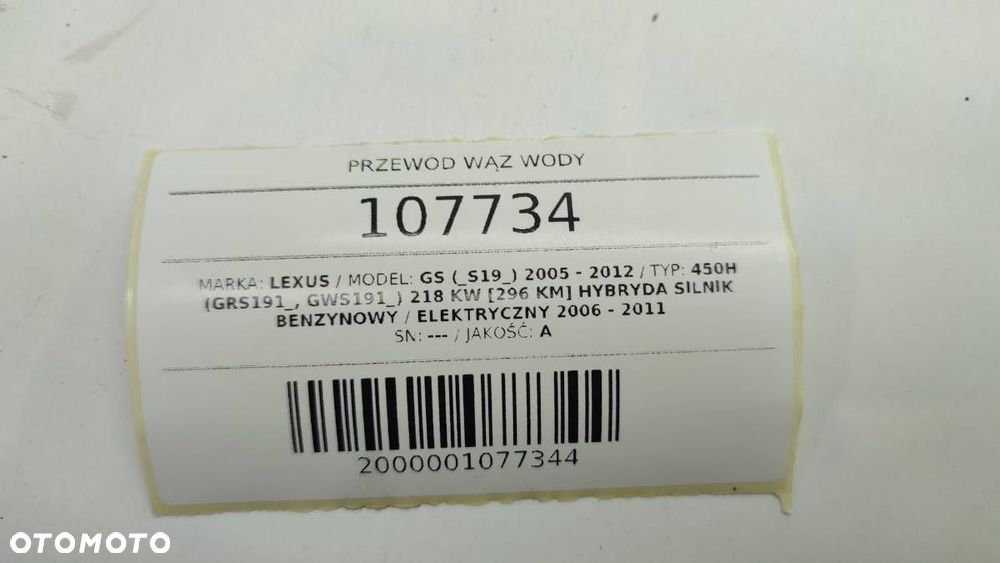 PRZEWÓD WĄZ WODY
107734
MARKA: LEXUS / MODEL: GS (_S19_) 2005 - 2012 / TYP: 450H
(GRS191_, GWS191_) 218 KW [296 KM] HYBRYDA SILNIK
BENZYNOWY / ELEKTRYCZNY 2006 - 2011
SN: --- / JAKOŚĆ: A
2000001077344
OTOMOTO